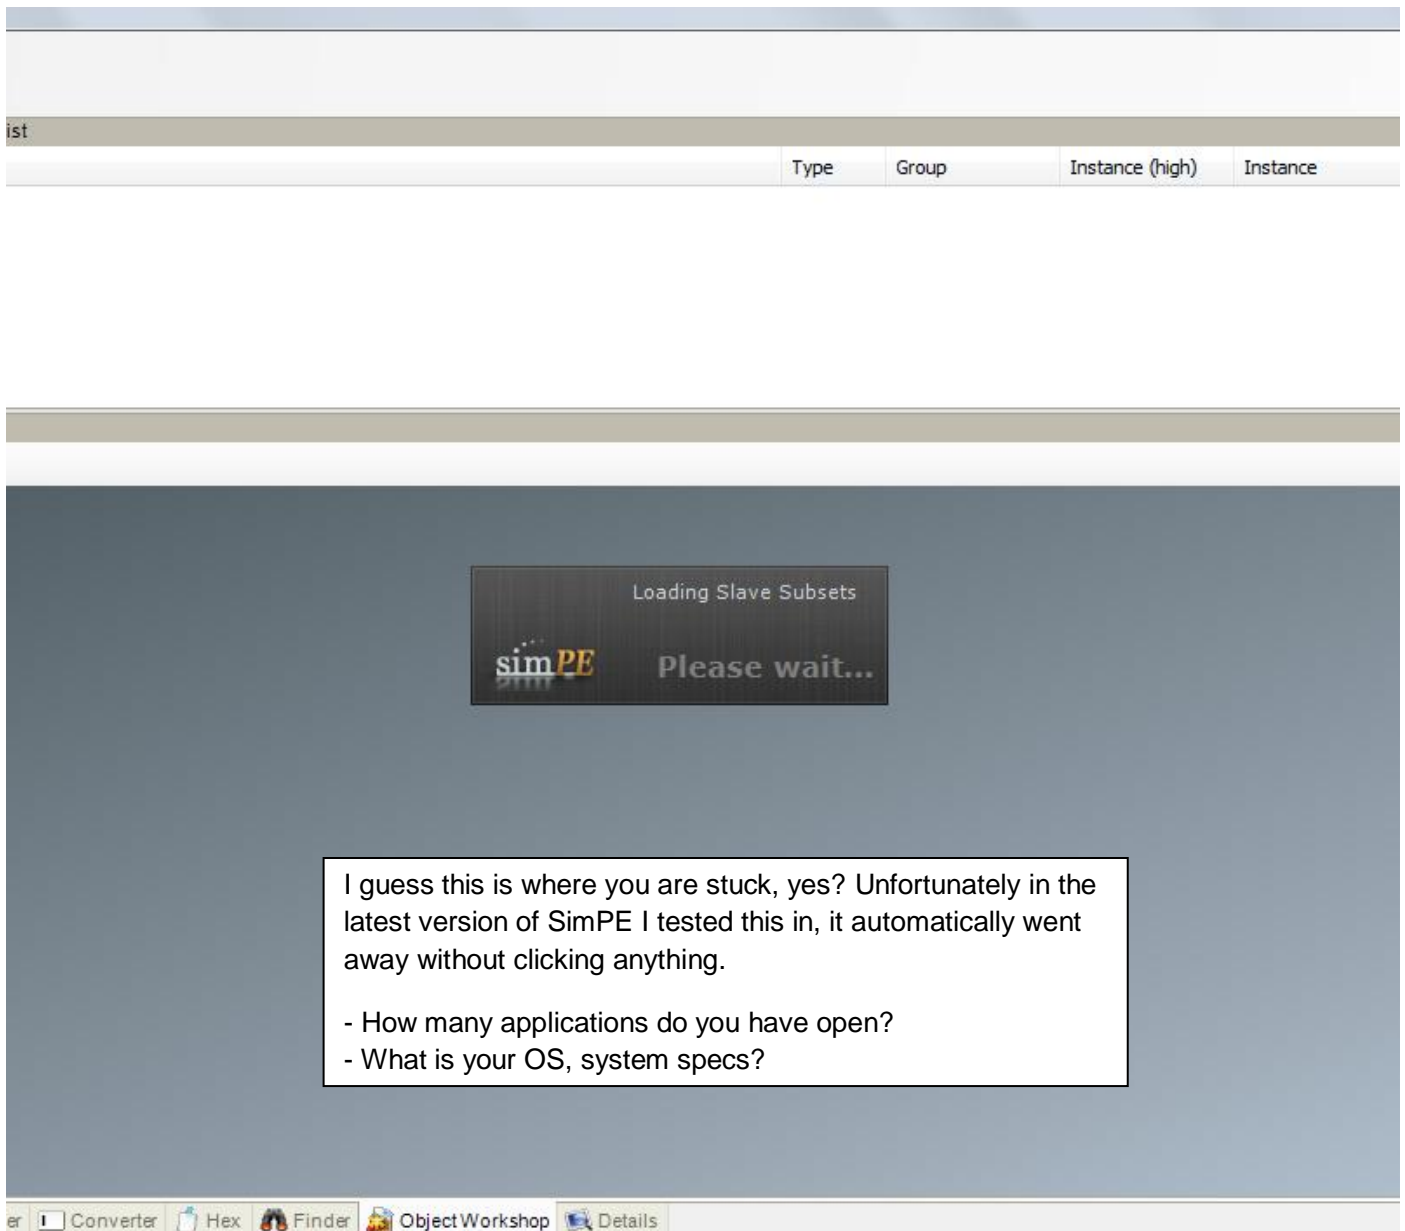 ist
Type Group Instance (high) Instance
Loading Slave Subsets
simPE
Please wait...
I guess this is where you are stuck, yes? Unfortunately in the
latest version of SimPE I tested this in, it automatically went
away without clicking anything.
- How many applications do you have open?
- What is your OS, system specs?
er Converter Hex Finder Object Workshop Details